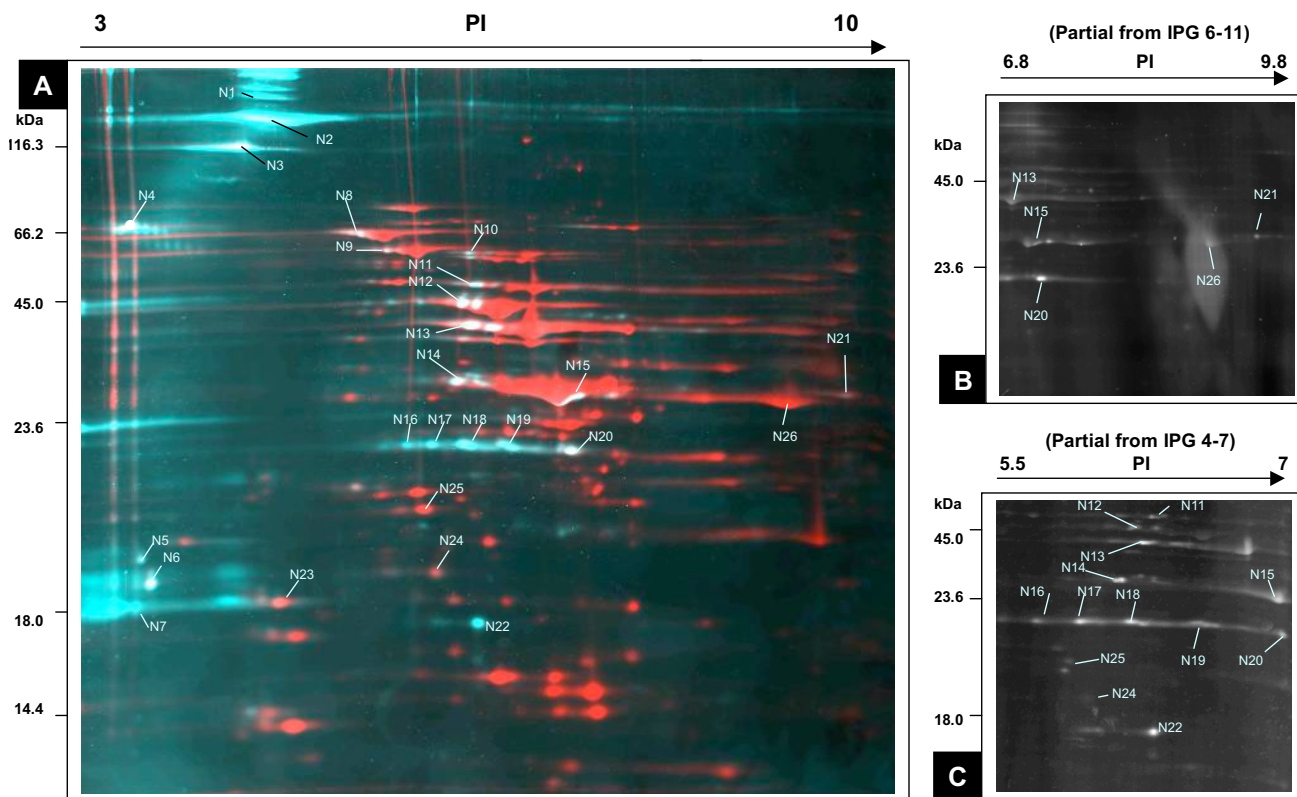 3 PI 10
A
kDa
116.3
66.2
45.0
23.6
18.0
14.4
N1
N2
N3
N4
N8
N9
N10
N11
N12
N13
N14
N15
N21
N16 N17 N18 N19
N20
N26
N25
N5
N6
N24
N23
N7
N22
(Partial from IPG 6-11)
6.8 PI 9.8
kDa
45.0
23.6
N13
N15
N21
N26
N20
B
(Partial from IPG 4-7)
5.5 PI 7
kDa
45.0
23.6
18.0
N12 N11
N13
N14
N15
N16 N17 N18
N25 N19 N20
N24
N22
C